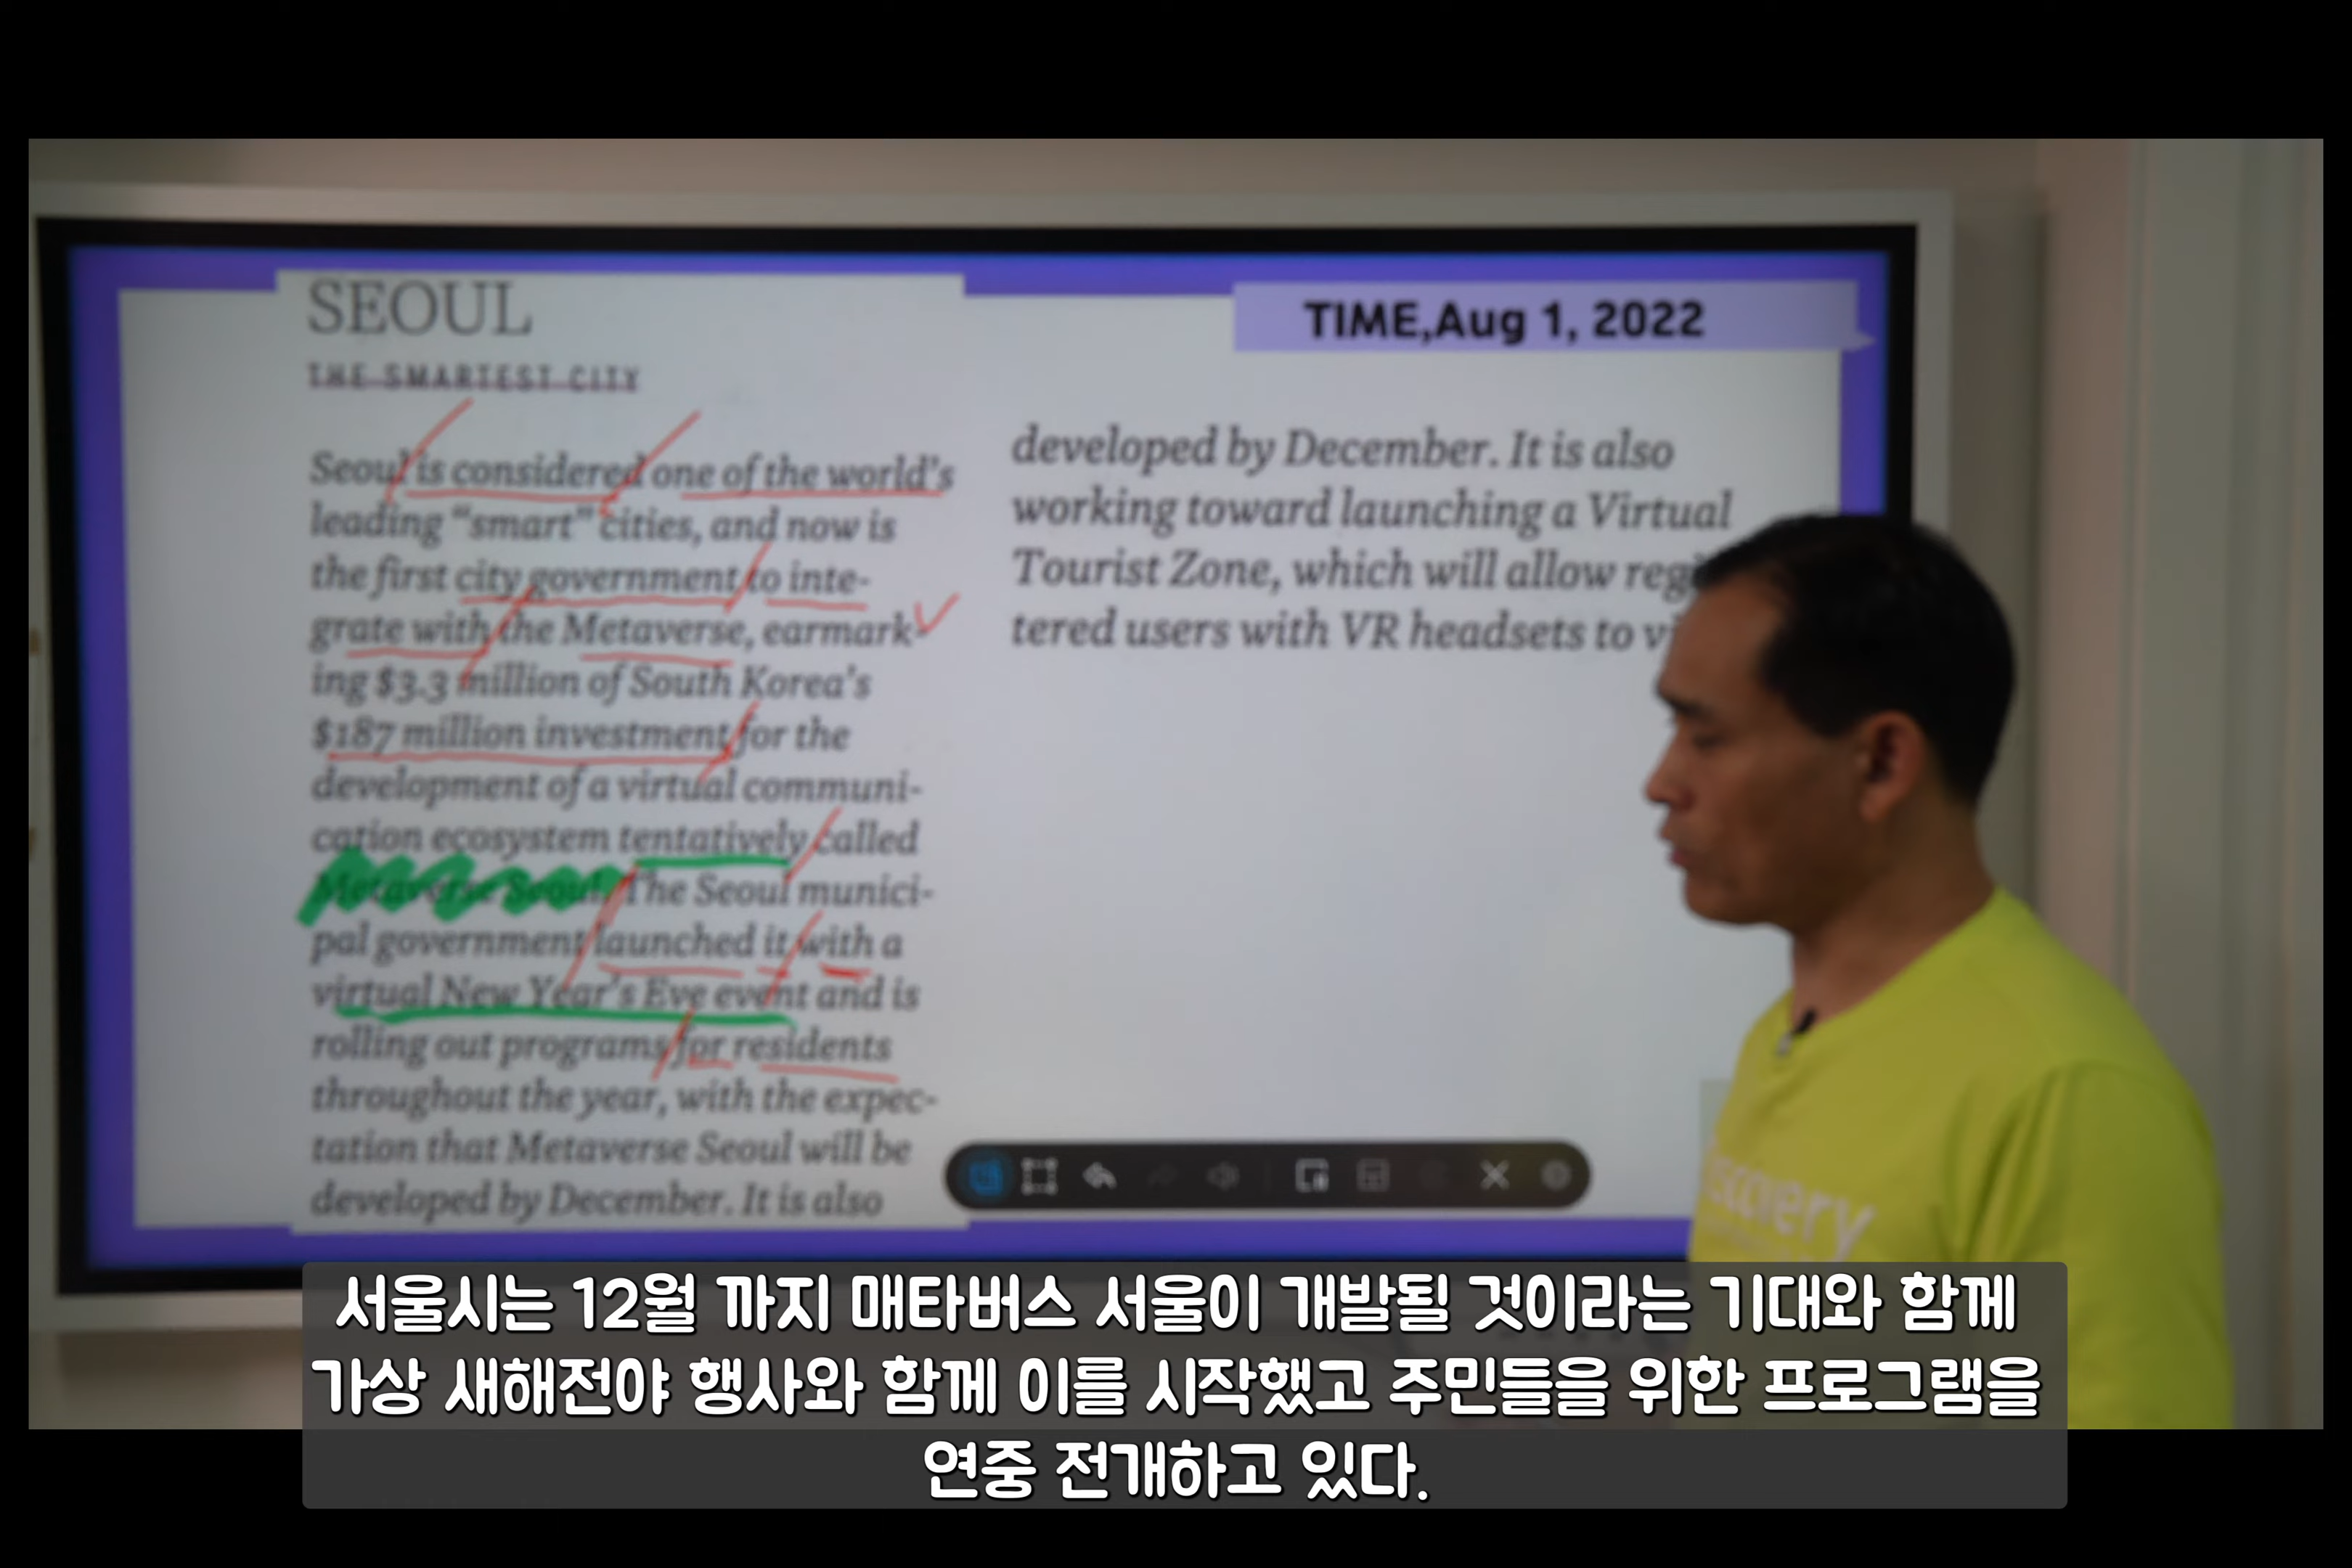 SEOUL
THE SMARTEST CITY
TIME,Aug 1, 2022
Seoul is considered one of the world's
leading "smart" cities, and now is
the first city government to inte-
grate with the Metaverse, earmark-
ing $3.3 million of South Korea's
$187 million investment for the
development of a virtual communi-
cation ecosystem tentatively called
Metaverse Seoul. The Seoul munici-
pal government launched it with a
virtual New Year's Eve event and is
rolling out programs for residents
throughout the year, with the expec-
tation that Metaverse Seoul will be
developed by December. It is also
developed by December. It is also
working toward launching a Virtual
Tourist Zone, which will allow regi
tered users with VR headsets to vi
scovery
서울시는 12월 까지 매타버스 서울이 개발될 것이라는 기대와 함께
가상 새해전야 행사와 함께 이를 시작했고 주민들을 위한 프로그램을
연중 전개하고 있다.